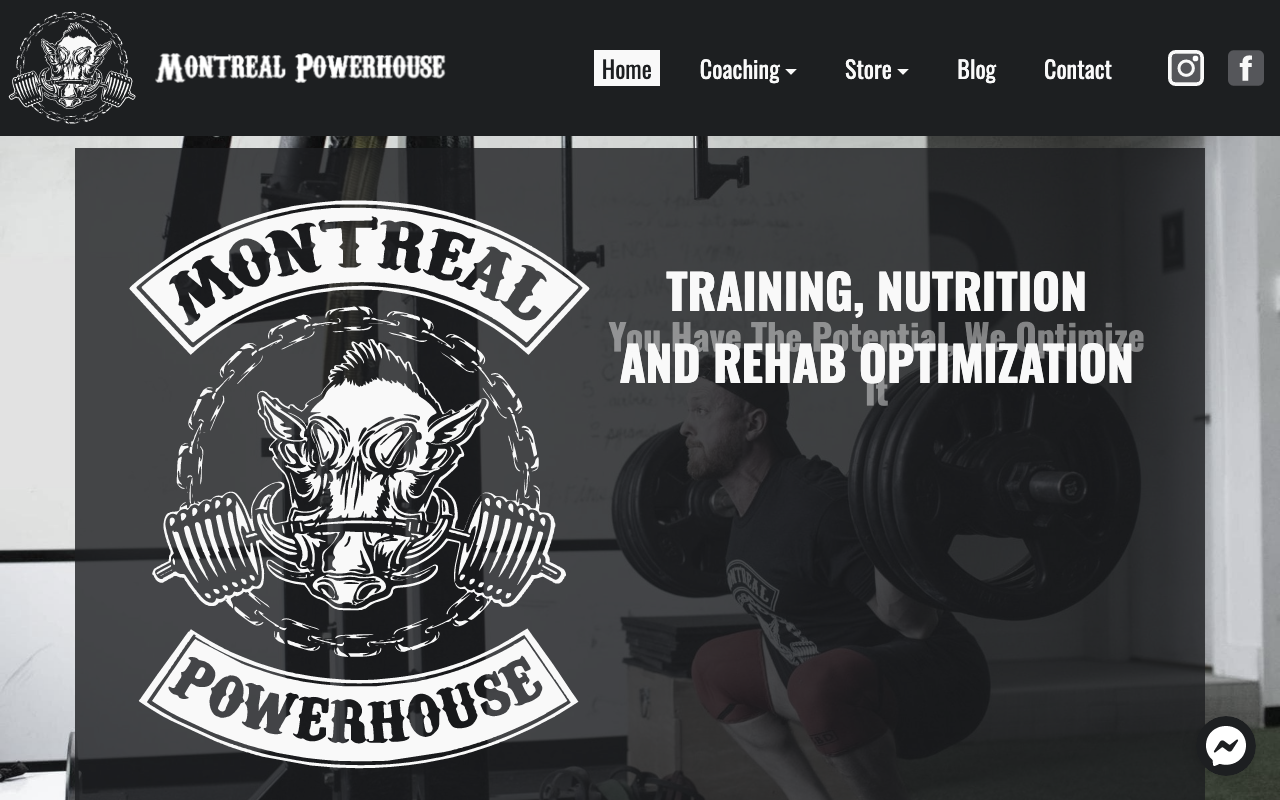 Montreal Powerhouse
Home
Coaching
Store
Blog
Contact
MONTREAL
POWERHOUSE
TRAINING, NUTRITION
You Have The Potential, We Optimize
AND REHAB OPTIMIZATION
It